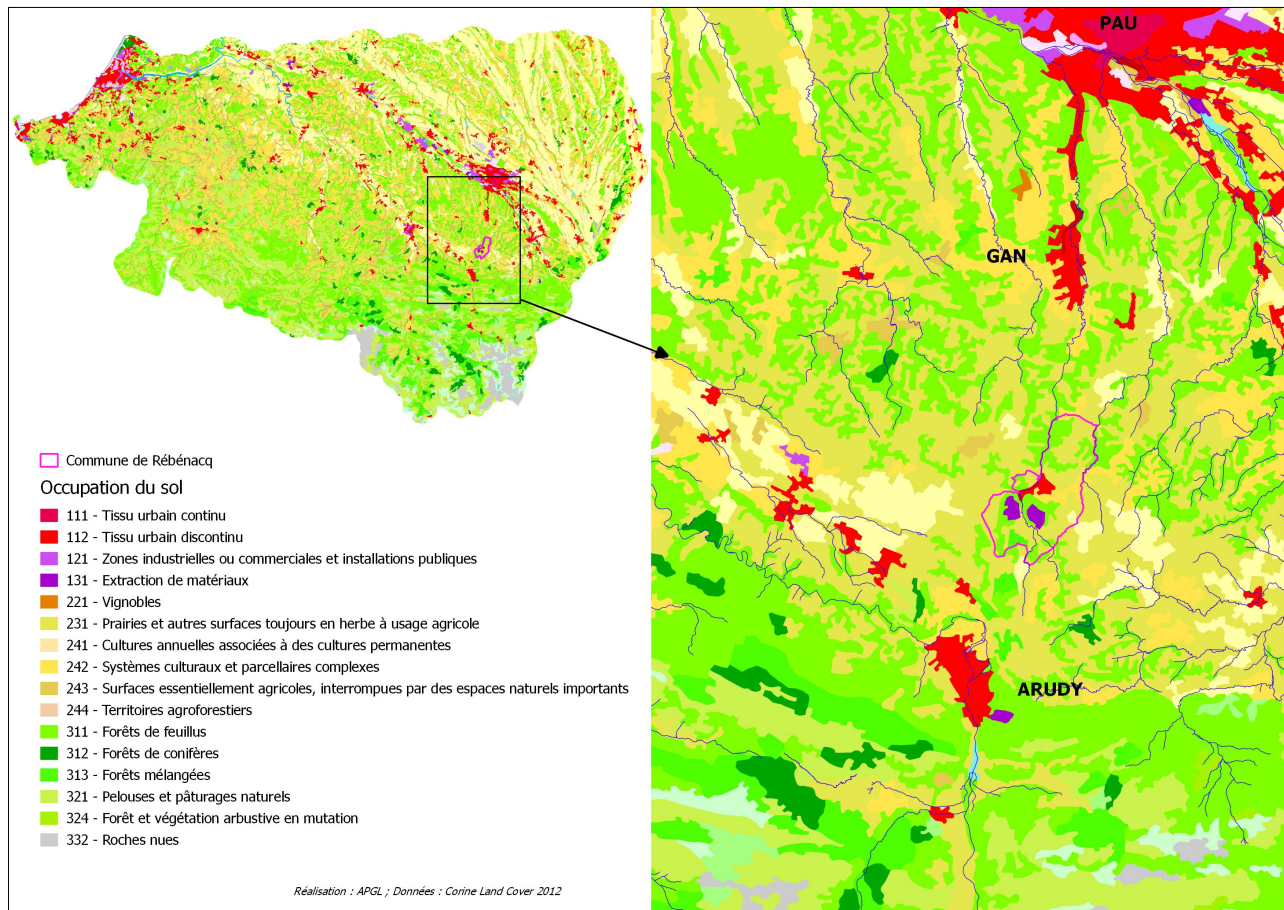 PAU
GAN
ARUDY
Commune de Rébénacq
Occupation du sol
111 - Tissu urbain continu
112 - Tissu urbain discontinu
121 - Zones industrielles ou commerciales et installations publiques
131 - Extraction de matériaux
221 - Vignobles
231 - Prairies et autres surfaces toujours en herbe à usage agricole
241 - Cultures annuelles associées à des cultures permanentes
242 - Systèmes culturaux et parcellaires complexes
243 - Surfaces essentiellement agricoles, interrompues par des espaces naturels importants
244 - Territoires agroforestiers
311 - Forêts de feuillus
312 - Forêts de conifères
313 - Forêts mélangées
321 - Pelouses et pâturages naturels
324 - Forêt et végétation arbustive en mutation
332 - Roches nues
Réalisation : APGL ; Données : Corine Land Cover 2012